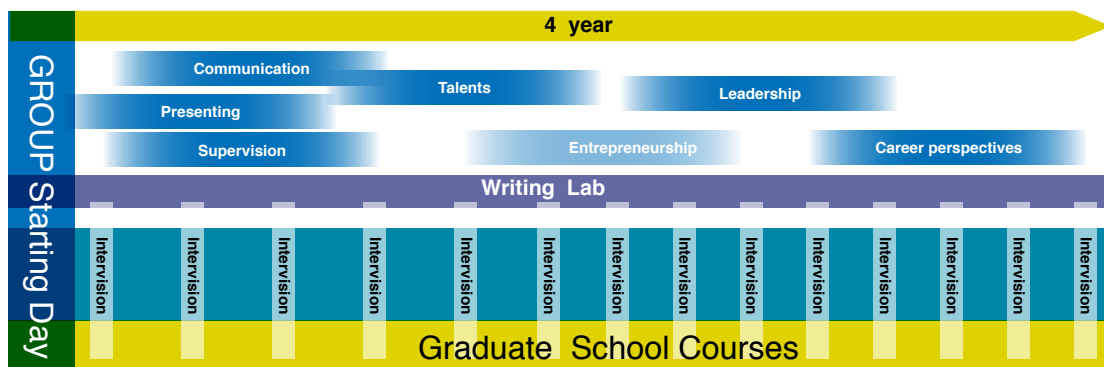 4 year
GROUP Starting Day
Communication
Talents
Leadership
Presenting
Supervision
Entrepreneurship
Career perspectives
Writing Lab
Intervision
Intervision
Intervision
Intervision
Intervision
Intervision
Intervision
Intervision
Intervision
Intervision
Intervision
Intervision
Intervision
Intervision
Graduate School Courses